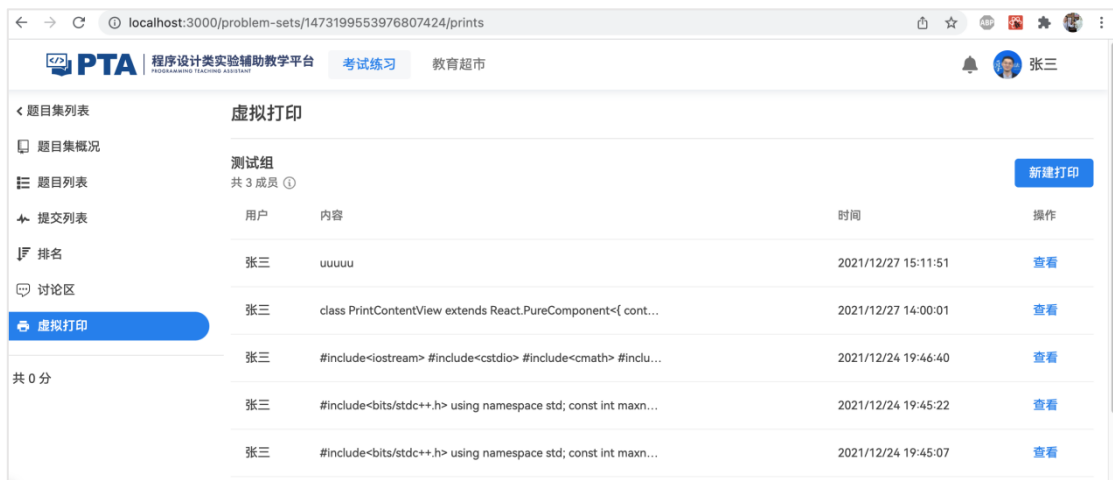 localhost:3000/problem-sets/1473199553976807424/prints
ABP
PTA 程序设计类实验辅助教学平台 考试练习 教育超市 张三
PROGRAMMING TEACHING ASSISTANT
题目集列表
题目集概况
题目列表
提交列表
排名
讨论区
虚拟打印
共 0 分
虚拟打印
测试组
共 3 成员
新建打印
用户 内容 时间 操作
张三 uuuuu 2021/12/27 15:11:51 查看
张三 class PrintContentView extends React.PureComponent<{ cont... 2021/12/27 14:00:01 查看
张三 #include<iostream> #include<cstdio> #include<cmath> #inclu... 2021/12/24 19:46:40 查看
张三 #include<bits/stdc++.h> using namespace std; const int maxn... 2021/12/24 19:45:22 查看
张三 #include<bits/stdc++.h> using namespace std; const int maxn... 2021/12/24 19:45:07 查看